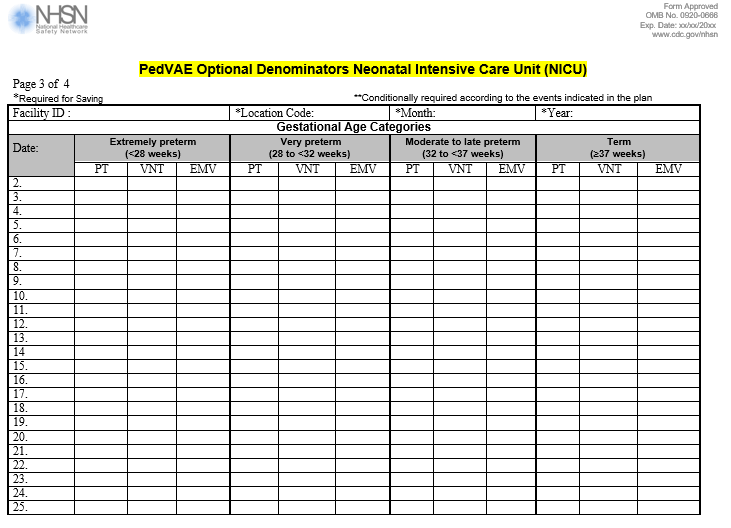 NHSN
National Healthcare
Safety Network
Form Approved
OMB No. 0920-0666
Exp. Date: xx/xx/20xx
www.cdc.gov/nhsn
PedVAE Optional Denominators Neonatal Intensive Care Unit (NICU)
Page 3 of 4
*Required for Saving **Conditionally required according to the events indicated in the plan
Facility ID : *Location Code: *Month: *Year:
Gestational Age Categories
Date: Extremely preterm (<28 weeks) Very preterm (28 to <32 weeks) Moderate to late preterm (32 to <37 weeks) Term (≥37 weeks)
PT VNT EMV PT VNT EMV PT VNT EMV PT VNT EMV
2.
3.
4.
5.
6.
7.
8.
9.
10.
11.
12.
13.
14
15.
16.
17.
18.
19.
20.
21.
22.
23.
24.
25.